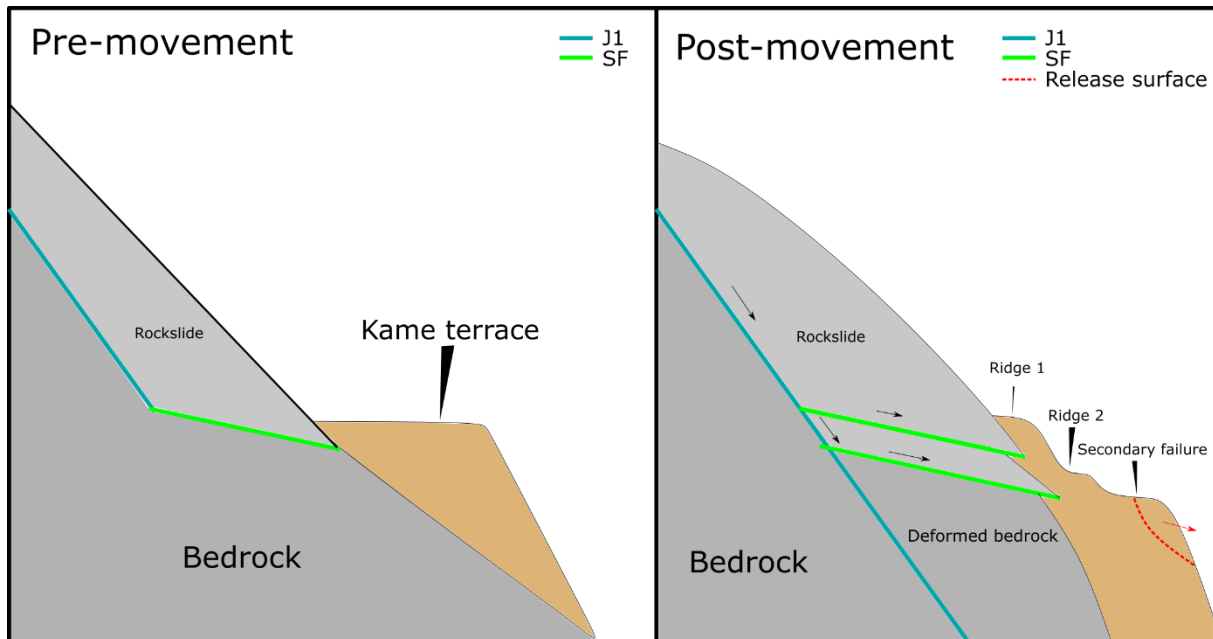 Pre-movement
J1
SF
Rockslide
Kame terrace
Bedrock
Post-movement
J1
SF
Release surface
Rockslide
Ridge 1
Ridge 2
Secondary failure
Deformed bedrock
Bedrock